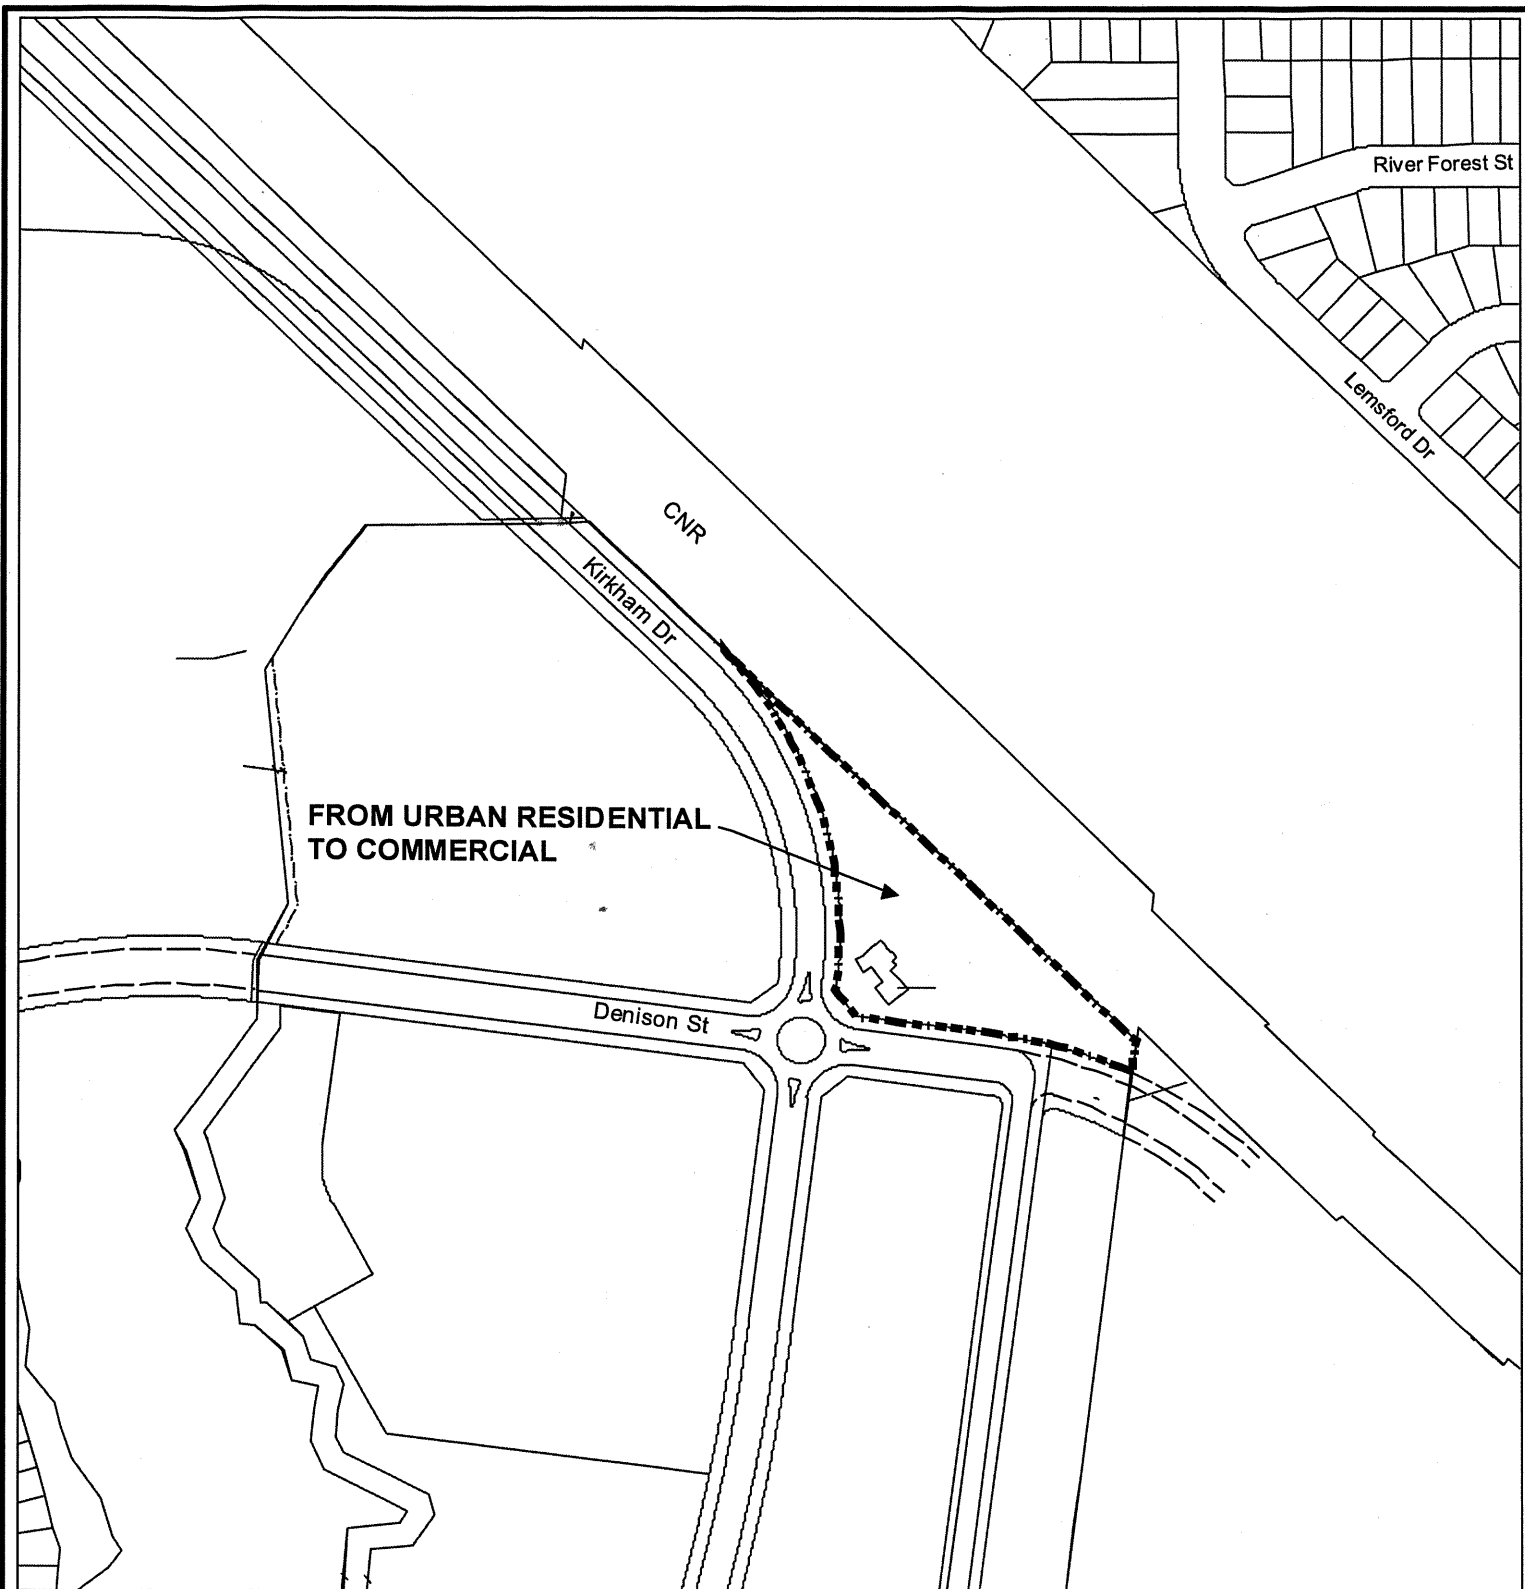 River Forest St
Lemsford Dr
CNR
Kirkham Dr
FROM URBAN RESIDENTIAL
TO COMMERCIAL
Denison St